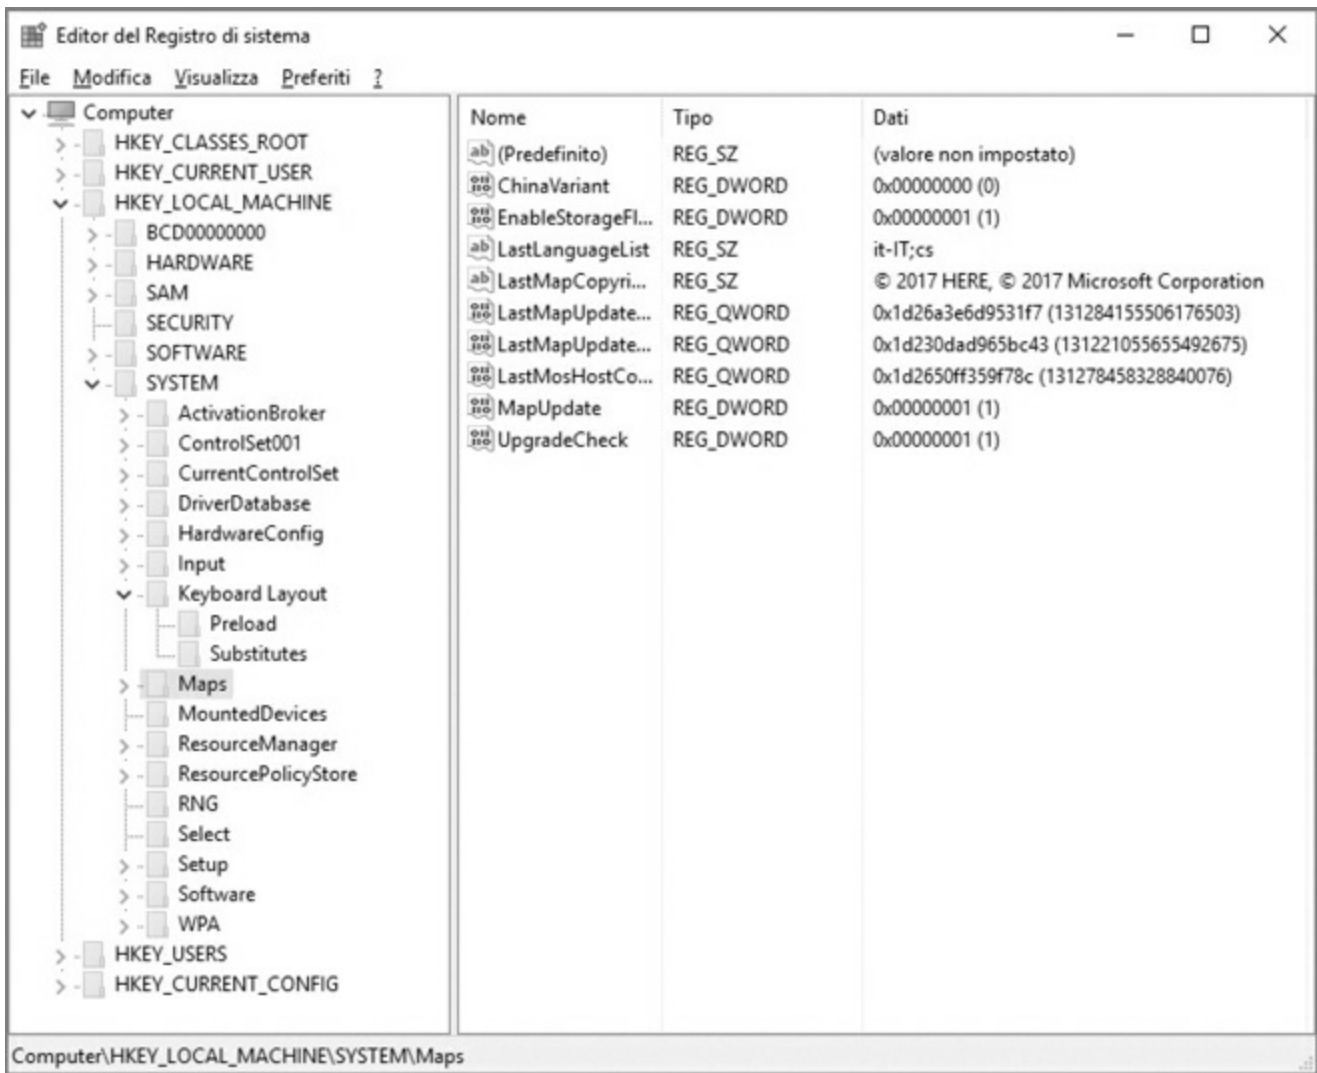 Editor del Registro di sistema
File Modifica Visualizza Preferiti ?
Computer
HKEY_CLASSES_ROOT
HKEY_CURRENT_USER
HKEY_LOCAL_MACHINE
BCD00000000
HARDWARE
SAM
SECURITY
SOFTWARE
SYSTEM
ActivationBroker
ControlSet001
CurrentControlSet
DriverDatabase
HardwareConfig
Input
Keyboard Layout
Preload
Substitutes
Maps
MountedDevices
ResourceManager
ResourcePolicyStore
RNG
Select
Setup
Software
WPA
HKEY_USERS
HKEY_CURRENT_CONFIG
Nome Tipo Dati
(Predefinito) REG_SZ (valore non impostato)
ChinaVariant REG_DWORD 0x00000000 (0)
EnableStorageFl... REG_DWORD 0x00000001 (1)
LastLanguageList REG_SZ it-IT;cs
LastMapCopyri... REG_SZ © 2017 HERE, © 2017 Microsoft Corporation
LastMapUpdate... REG_QWORD 0x1d26a3e6d9531f7 (131284155506176503)
LastMapUpdate... REG_QWORD 0x1d230dad965bc43 (131221055655492675)
LastMosHostCo... REG_QWORD 0x1d2650ff359f78c (131278458328840076)
MapUpdate REG_DWORD 0x00000001 (1)
UpgradeCheck REG_DWORD 0x00000001 (1)
Computer\HKEY_LOCAL_MACHINE\SYSTEM\Maps